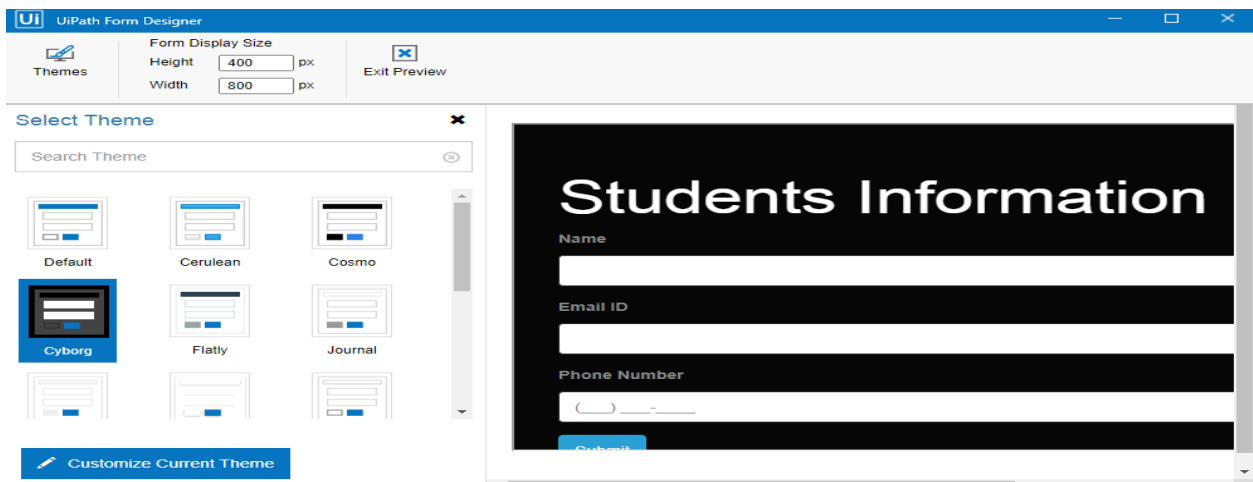 Ui UiPath Form Designer
Themes
Form Display Size
Height 400 px
Width 800 px
Exit Preview
Select Theme
Search Theme
Default Cerulean Cosmo
Cyborg Flatly Journal
Customize Current Theme
Students Information
Name
Email ID
Phone Number
(___) ___-____
Submit